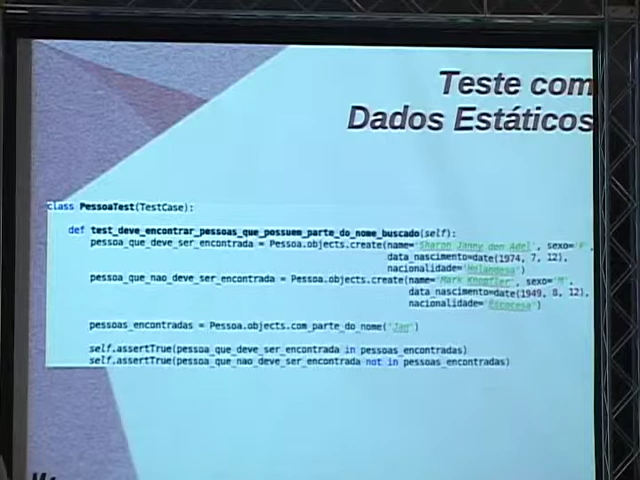 Teste com
Dados Estáticos
class PessoaTest(TestCase):
def test_deve_encontrar_pessoas_que_possuem_parte_do_nome_buscado(self):
pessoa_que_deve_ser_encontrada = Pessoa.objects.create(name='Sharon Janny den Adel', sexo='F',
data_nascimento=date(1974, 7, 12),
nacionalidade='Holandesa')
pessoa_que_nao_deve_ser_encontrada = Pessoa.objects.create(name='Mark Knopfler', sexo='M',
data_nascimento=date(1949, 8, 12),
nacionalidade='Escocesa')
pessoas_encontradas = Pessoa.objects.com_parte_do_nome('Jan')
self.assertTrue(pessoa_que_deve_ser_encontrada in pessoas_encontradas)
self.assertTrue(pessoa_que_nao_deve_ser_encontrada not in pessoas_encontradas)